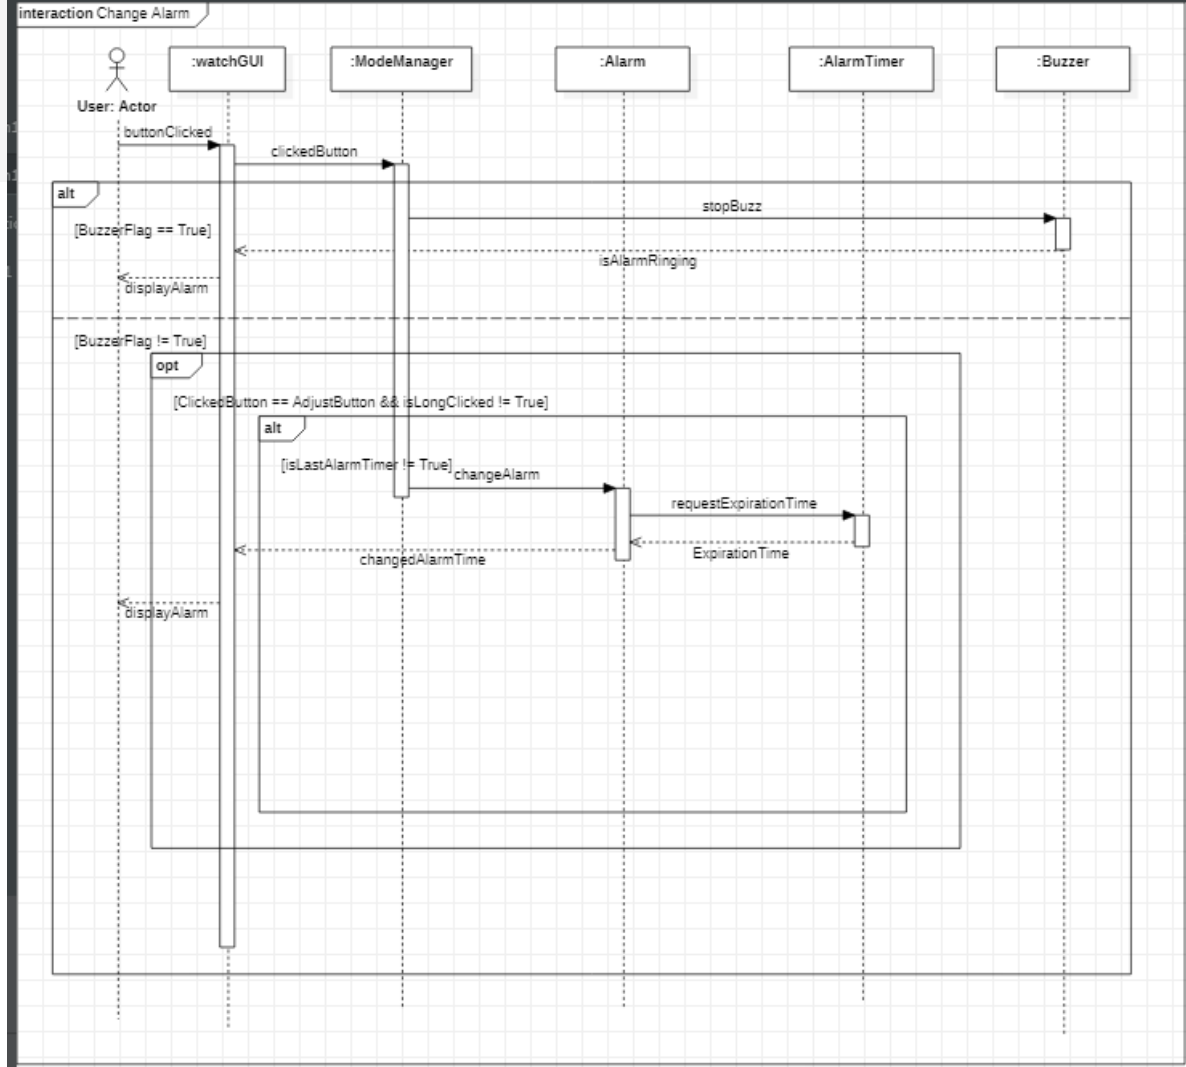 interaction Change Alarm
:watchGUI
:ModeManager
:Alarm
:AlarmTimer
:Buzzer
User: Actor
buttonClicked
clickedButton
alt
stopBuzz
[BuzzerFlag == True]
isAlarmRinging
displayAlarm
[BuzzerFlag != True]
opt
[ClickedButton == AdjustButton && isLongClicked != True]
alt
[isLastAlarmTimer != True]
changeAlarm
requestExpirationTime
ExpirationTime
changedAlarmTime
displayAlarm